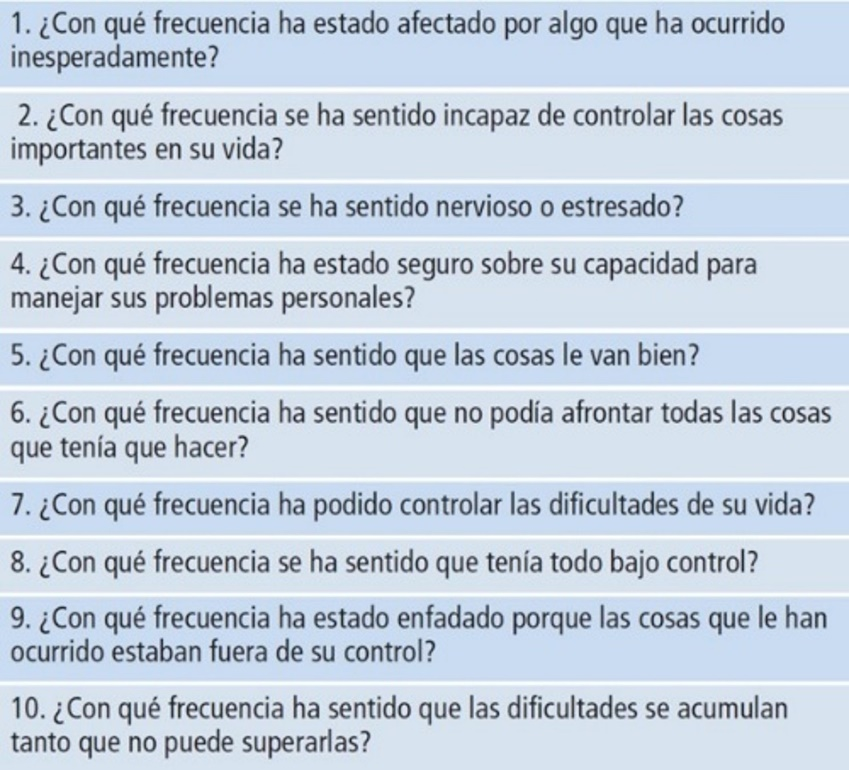 1. ¿Con qué frecuencia ha estado afectado por algo que ha ocurrido
inesperadamente?
2. ¿Con qué frecuencia se ha sentido incapaz de controlar las cosas
importantes en su vida?
3. ¿Con qué frecuencia se ha sentido nervioso o estresado?
4. ¿Con qué frecuencia ha estado seguro sobre su capacidad para
manejar sus problemas personales?
5. ¿Con qué frecuencia ha sentido que las cosas le van bien?
6. ¿Con qué frecuencia ha sentido que no podía afrontar todas las cosas
que tenía que hacer?
7. ¿Con qué frecuencia ha podido controlar las dificultades de su vida?
8. ¿Con qué frecuencia se ha sentido que tenía todo bajo control?
9. ¿Con qué frecuencia ha estado enfadado porque las cosas que le han
ocurrido estaban fuera de su control?
10. ¿Con qué frecuencia ha sentido que las dificultades se acumulan
tanto que no puede superarlas?